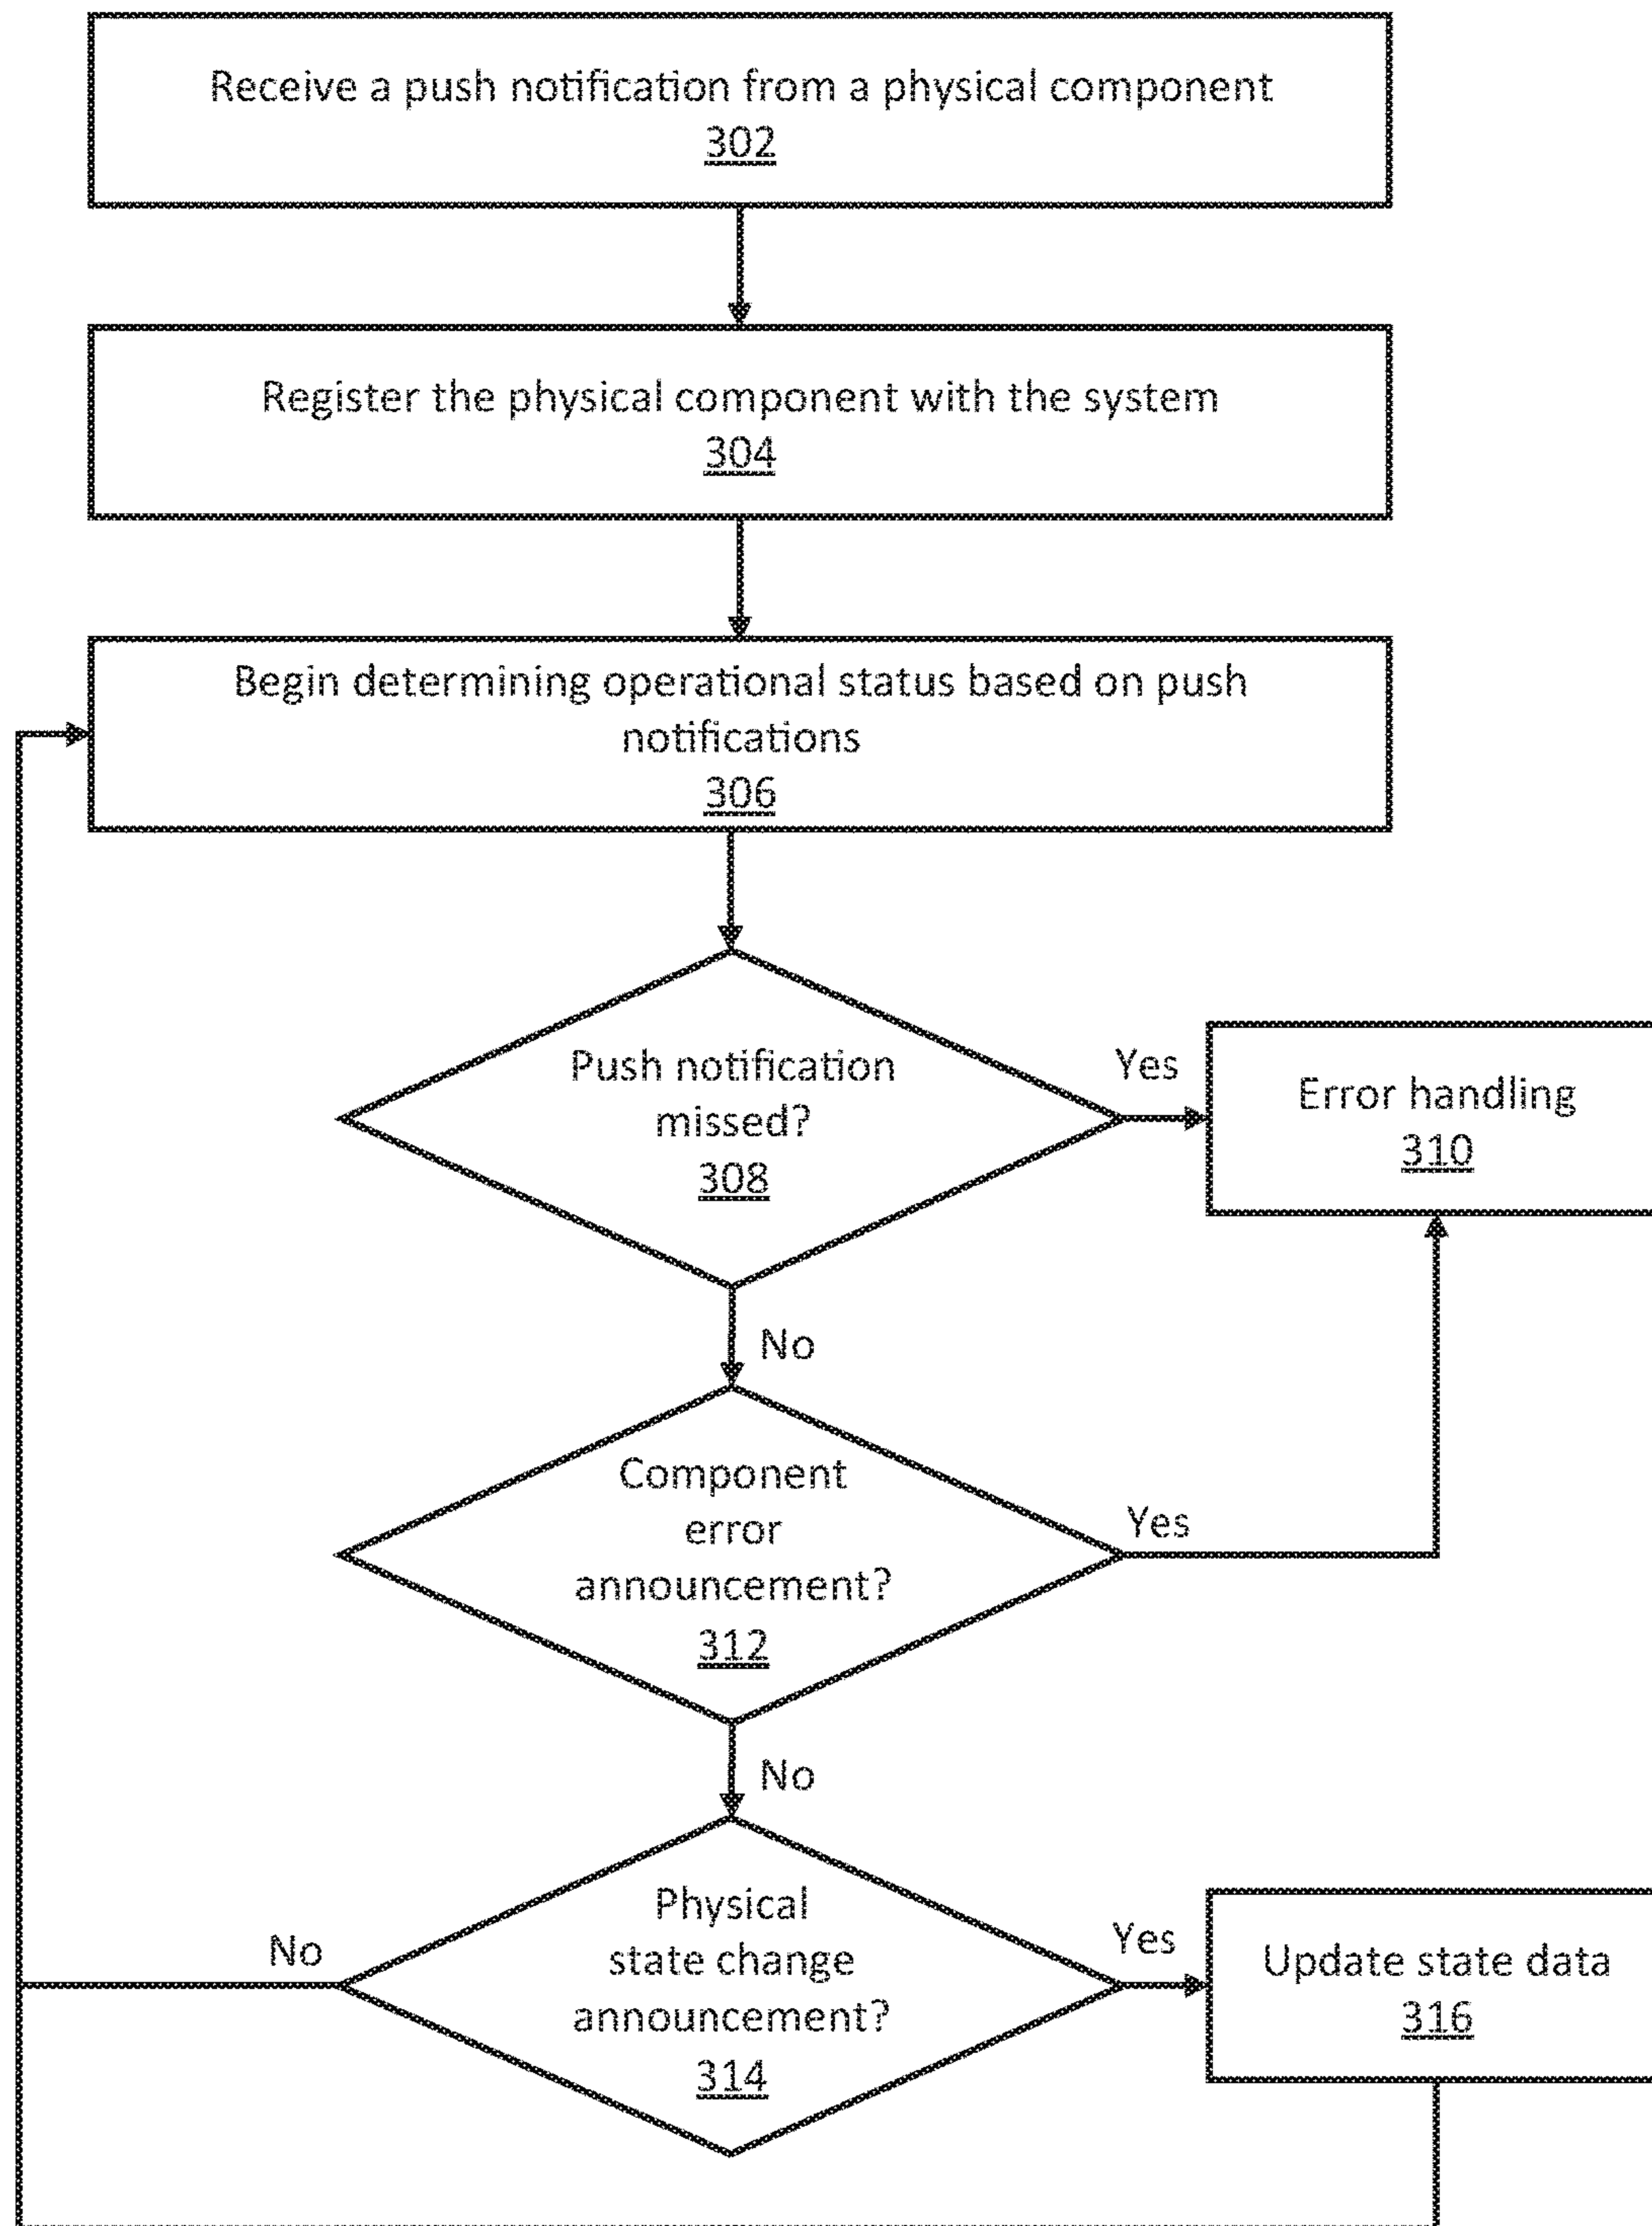 Receive a push notification from a physical component
302
Register the physical component with the system
304
Begin determining operational status based on push
notifications
306
Push notification
missed?
308
Yes
Error handling
310
No
Component
error
announcement?
312
Yes
No
Physical
state change
announcement?
314
No
Yes
Update state data
316